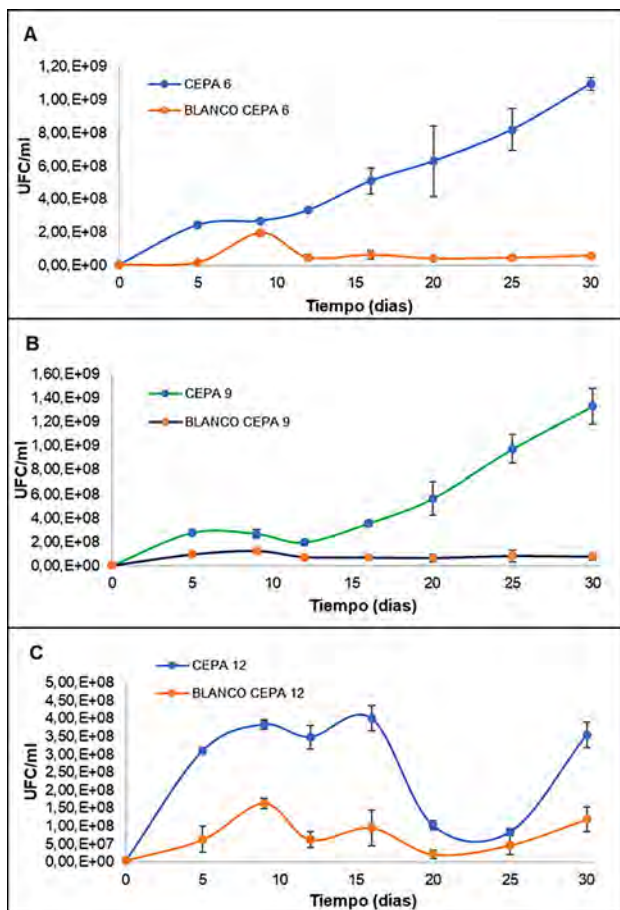 A
1,20,E+09
1,00,E+09
8,00,E+08
6,00,E+08
4,00,E+08
2,00,E+08
0,00,E+00
UFC/ml
CEPA 6
BLANCO CEPA 6
0 5 10 15 20 25 30
Tiempo (dias)
B
1,60,E+09
1,40,E+09
1,20,E+09
1,00,E+09
8,00,E+08
6,00,E+08
4,00,E+08
2,00,E+08
0,00,E+00
UFC/ml
CEPA 9
BLANCO CEPA 9
0 5 10 15 20 25 30
Tiempo (dias)
C
CEPA 12
BLANCO CEPA 12
5,00,E+08
4,50,E+08
4,00,E+08
3,50,E+08
3,00,E+08
2,50,E+08
2,00,E+08
1,50,E+08
1,00,E+08
5,00,E+07
0,00,E+00
UFC/ml
0 5 10 15 20 25 30
Tiempo (dias)